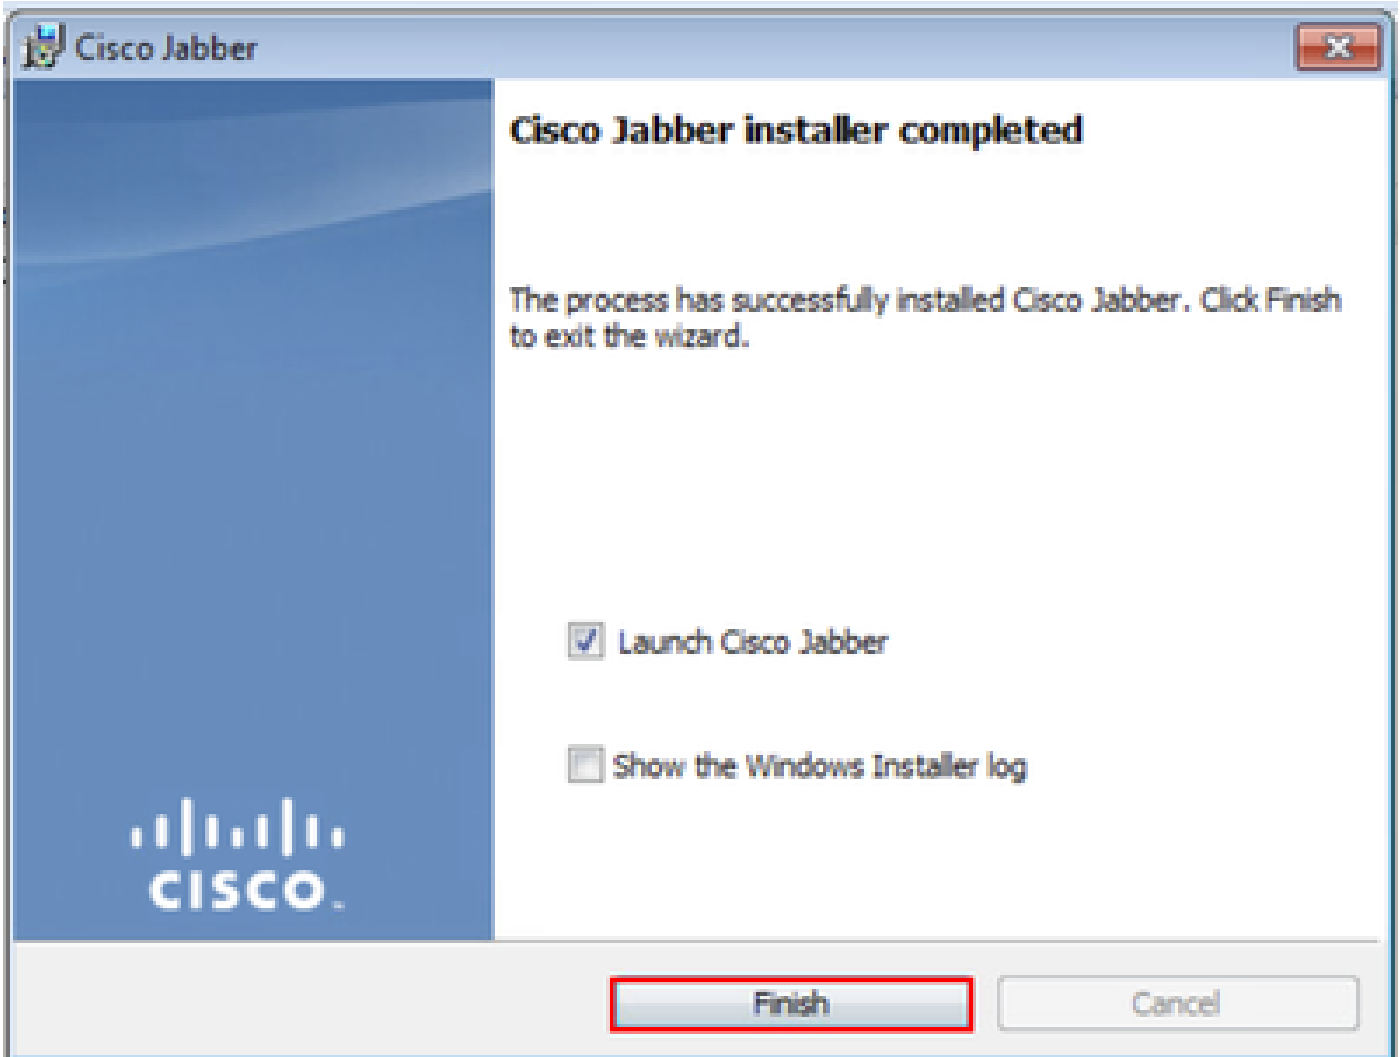 Cisco Jabber
Cisco Jabber installer completed
The process has successfully installed Cisco Jabber. Click Finish
to exit the wizard.
Launch Cisco Jabber
Show the Windows Installer log
CISCO
Finish
Cancel